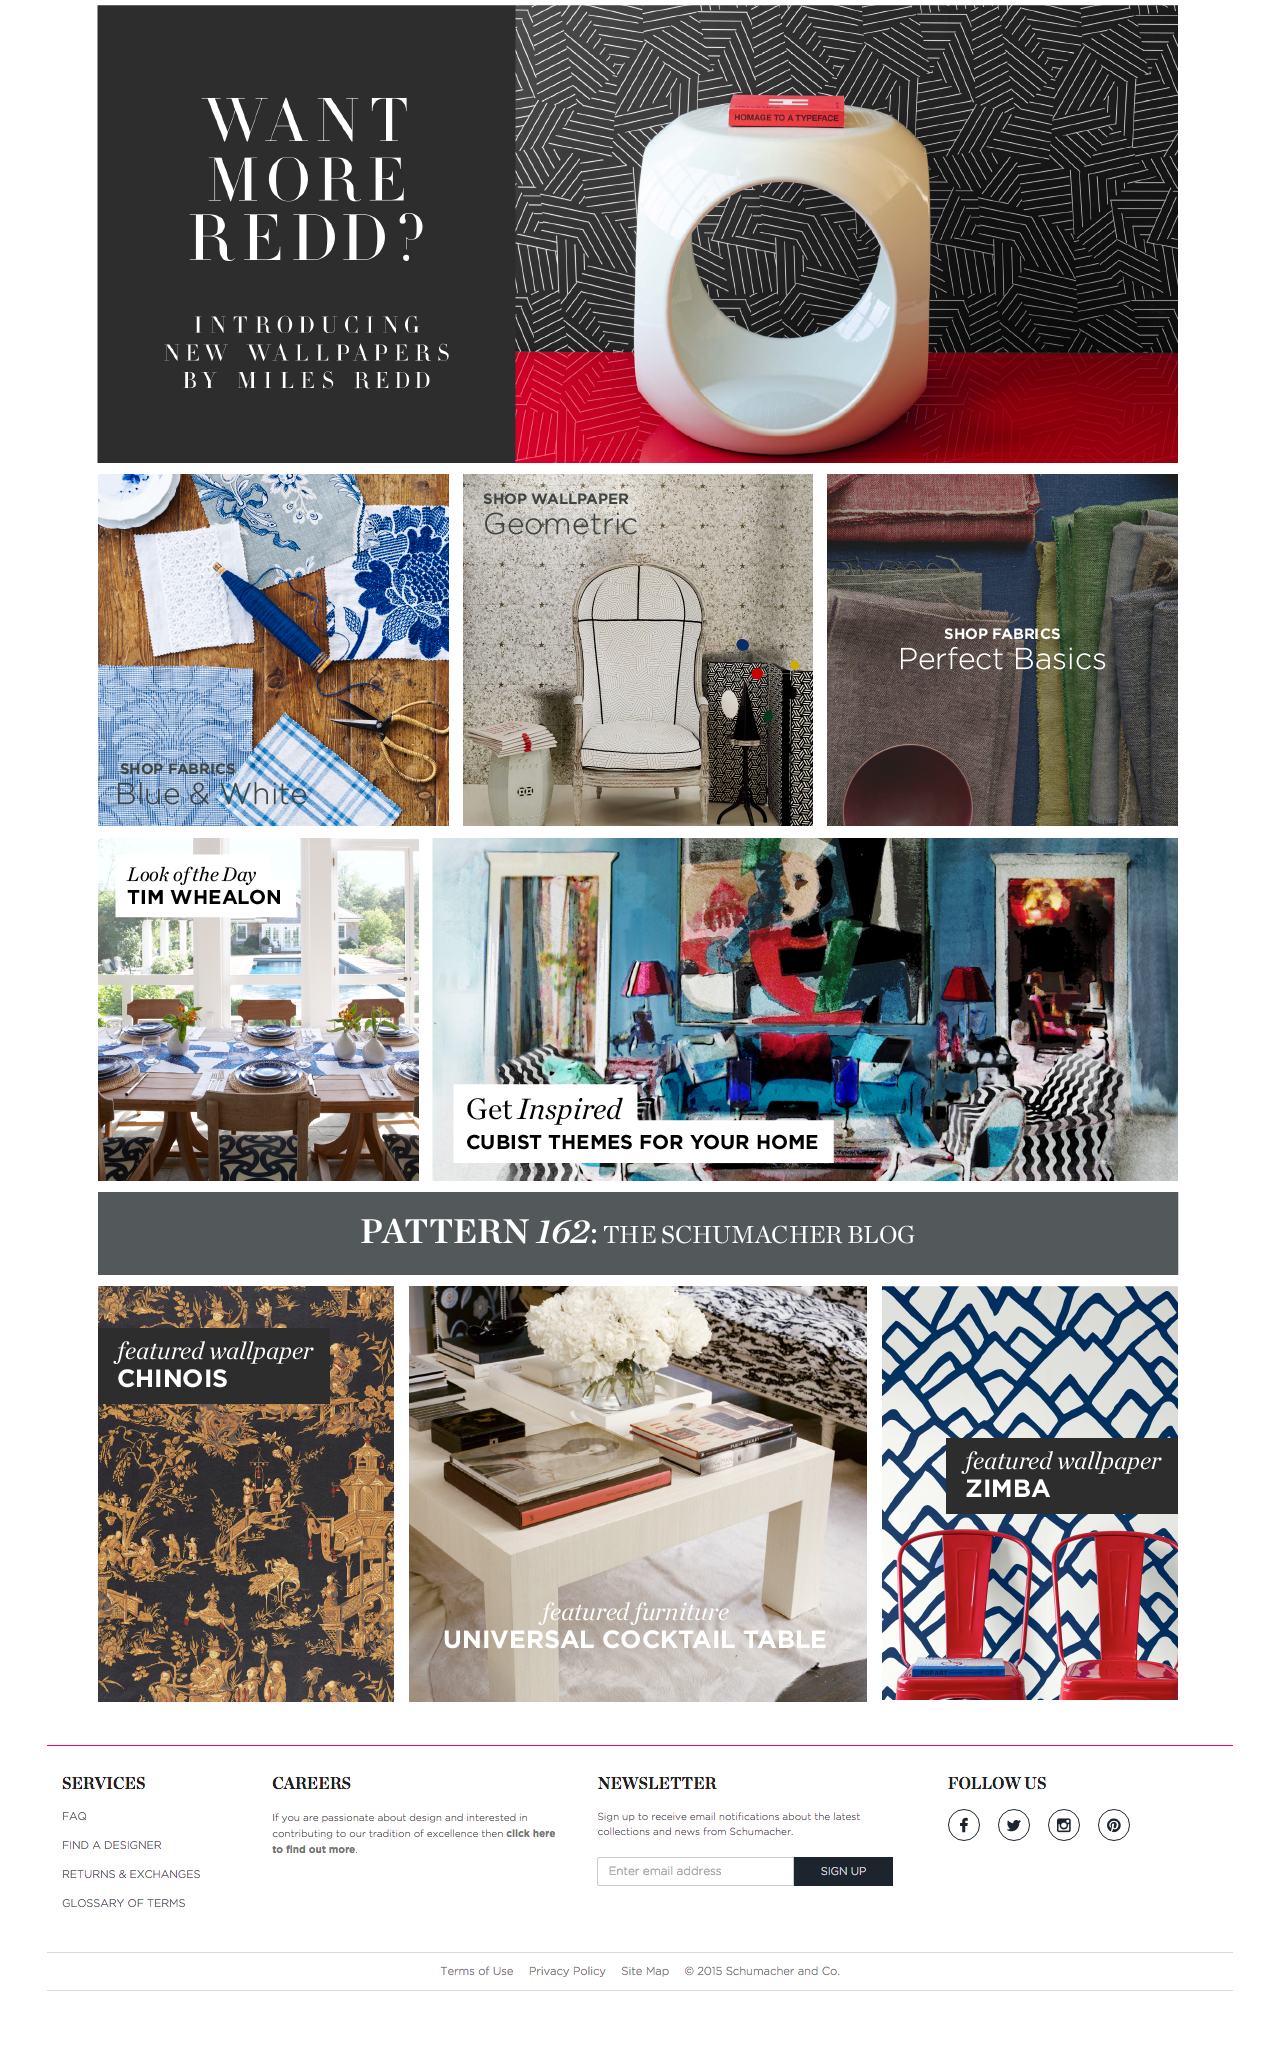 WANT
MORE
REDD?
INTRODUCING
NEW WALLPAPERS
BY MILES REDD
HOMAGE TO A TYPEFACE
SHOP FABRICS
Blue & White
SHOP WALLPAPER
Geometric
SHOP FABRICS
Perfect Basics
Look of the Day
TIM WHEALON
Get Inspired
CUBIST THEMES FOR YOUR HOME
PATTERN 162: THE SCHUMACHER BLOG
featured wallpaper
CHINOIS
featured furniture
UNIVERSAL COCKTAIL TABLE
featured wallpaper
ZIMBA
POP ART
SERVICES
FAQ
FIND A DESIGNER
RETURNS & EXCHANGES
GLOSSARY OF TERMS
CAREERS
If you are passionate about design and interested in
contributing to our tradition of excellence then click here
to find out more.
NEWSLETTER
Sign up to receive email notifications about the latest
collections and news from Schumacher.
Enter email address
SIGN UP
FOLLOW US
Terms of Use Privacy Policy Site Map © 2015 Schumacher and Co.